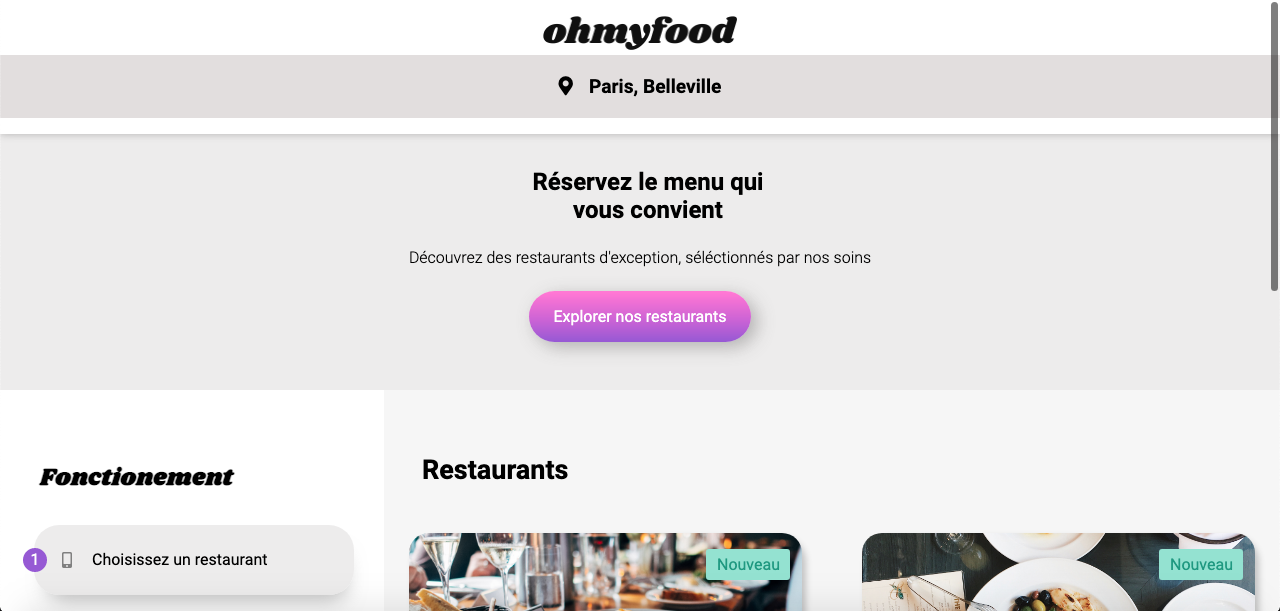 ohmyfood
Paris, Belleville
Réservez le menu qui
vous convient
Découvrez des restaurants d'exception, séléctionnés par nos soins
Explorer nos restaurants
Fonctionement
Restaurants
1 Choisissez un restaurant
Nouveau
Nouveau